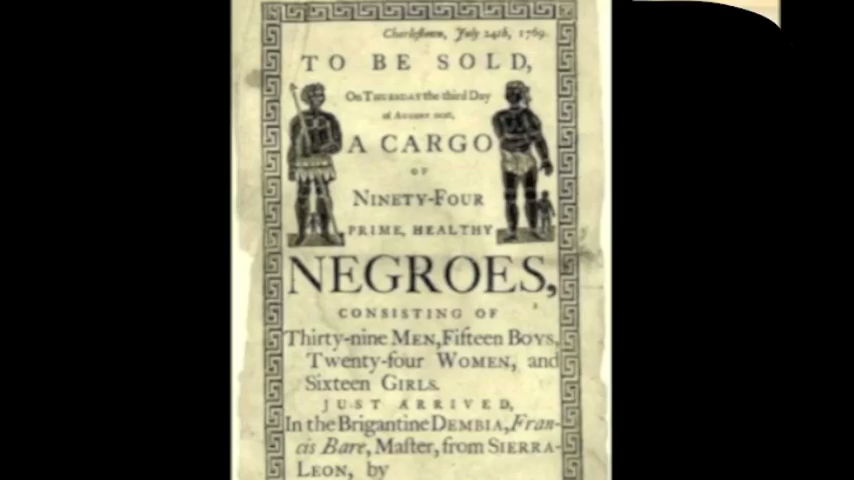 Charlestown, July 24th, 1769.
TO BE SOLD,
On THURSDAY the third Day
of AUGUST next,
A CARGO
OF
NINETY-FOUR
PRIME, HEALTHY
NEGROES,
CONSISTING OF
Thirty-nine MEN, Fifteen BOYS,
Twenty-four WOMEN, and
Sixteen GIRLS.
JUST ARRIVED,
In the Brigantine DEMBIA, Fran-
cis Bare, Master, from SIERRA-
LEON, by